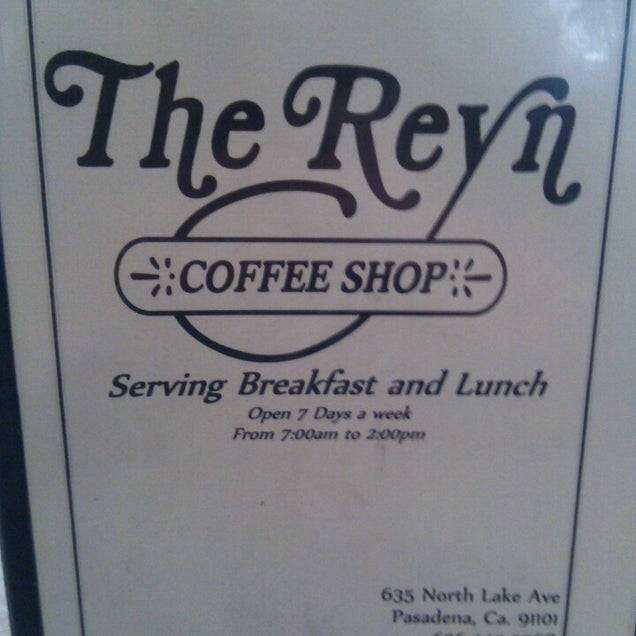 The Reyn
COFFEE SHOP
Serving Breakfast and Lunch
Open 7 Days a week
From 7:00am to 2:00pm
635 North Lake Ave
Pasadena, Ca. 91101